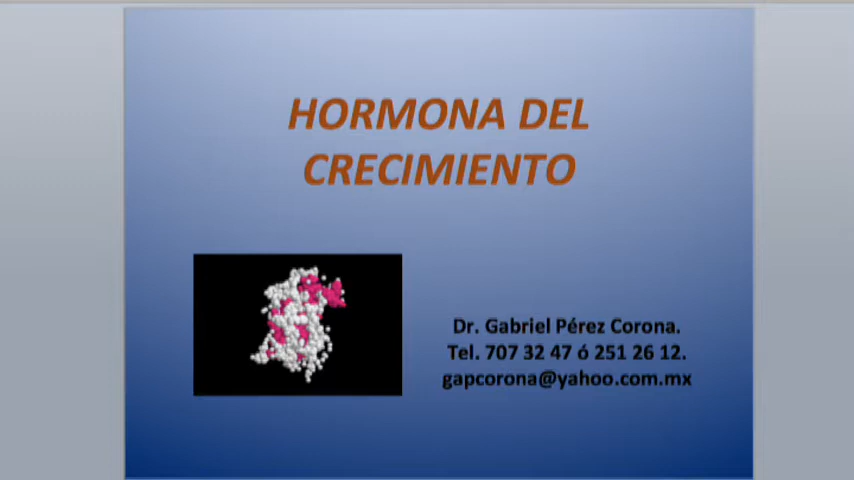 HORMONA DEL
CRECIMIENTO
Dr. Gabriel Pérez Corona.
Tel. 707 32 47 ó 251 26 12.
gapcorona@yahoo.com.mx